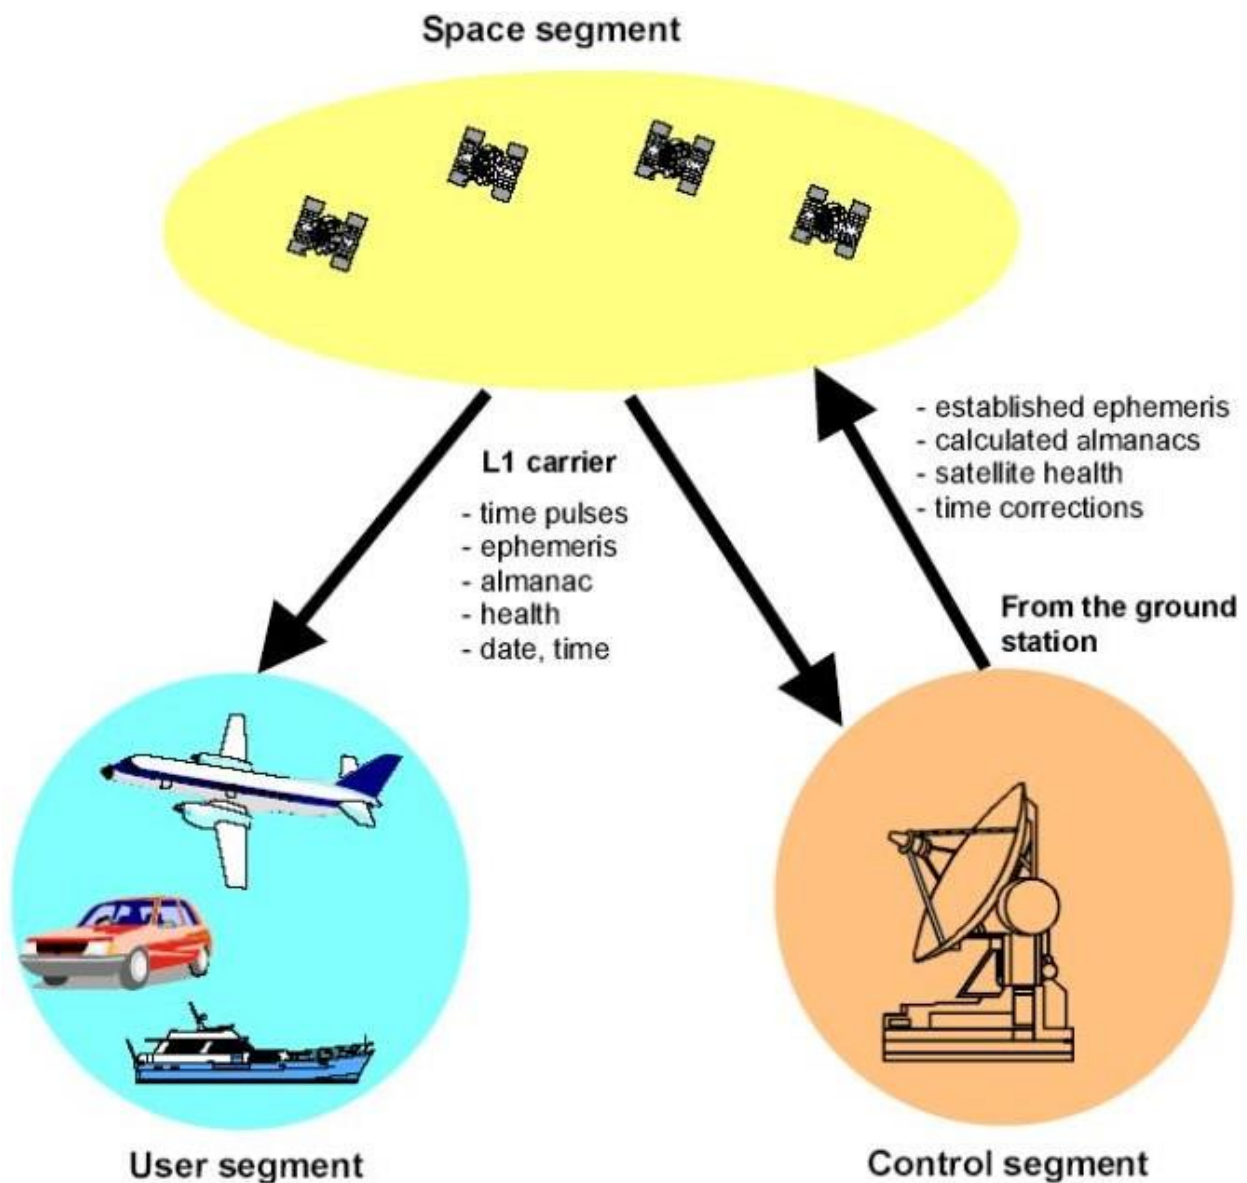 Space segment
L1 carrier
- time pulses
- ephemeris
- almanac
- health
- date, time
- established ephemeris
- calculated almanacs
- satellite health
- time corrections
From the ground
station
User segment
Control segment